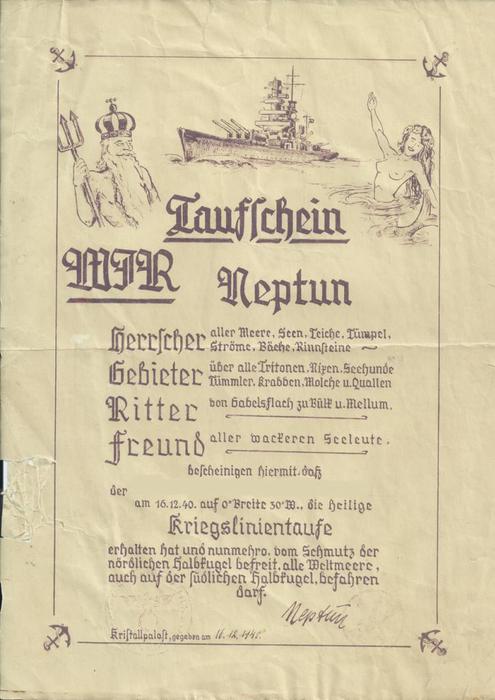 Taufschein
WIR Neptun
Herrscher aller Meere, Seen, Teiche, Tümpel,
Ströme, Bäche, Rinnsteine
Gebieter über alle Tritonen, Nixen, Seehunde
Tümmler, Krabben, Molche u. Quallen
Ritter von Gabelsflach zu Bülk u. Mellum.
Freund aller wackeren Seeleute.
bescheinigen hiermit, daß
der
am 16.12.40. auf 0° Breite 30°W., die heilige
Kriegslinientaufe
erhalten hat und nunmehro, vom Schmutz der
nördlichen Halbkugel befreit, alle Weltmeere,
auch auf der südlichen Halbkugel, befahren
darf.
Neptun
Kristallpalast, gegeben am 16.12.1940.